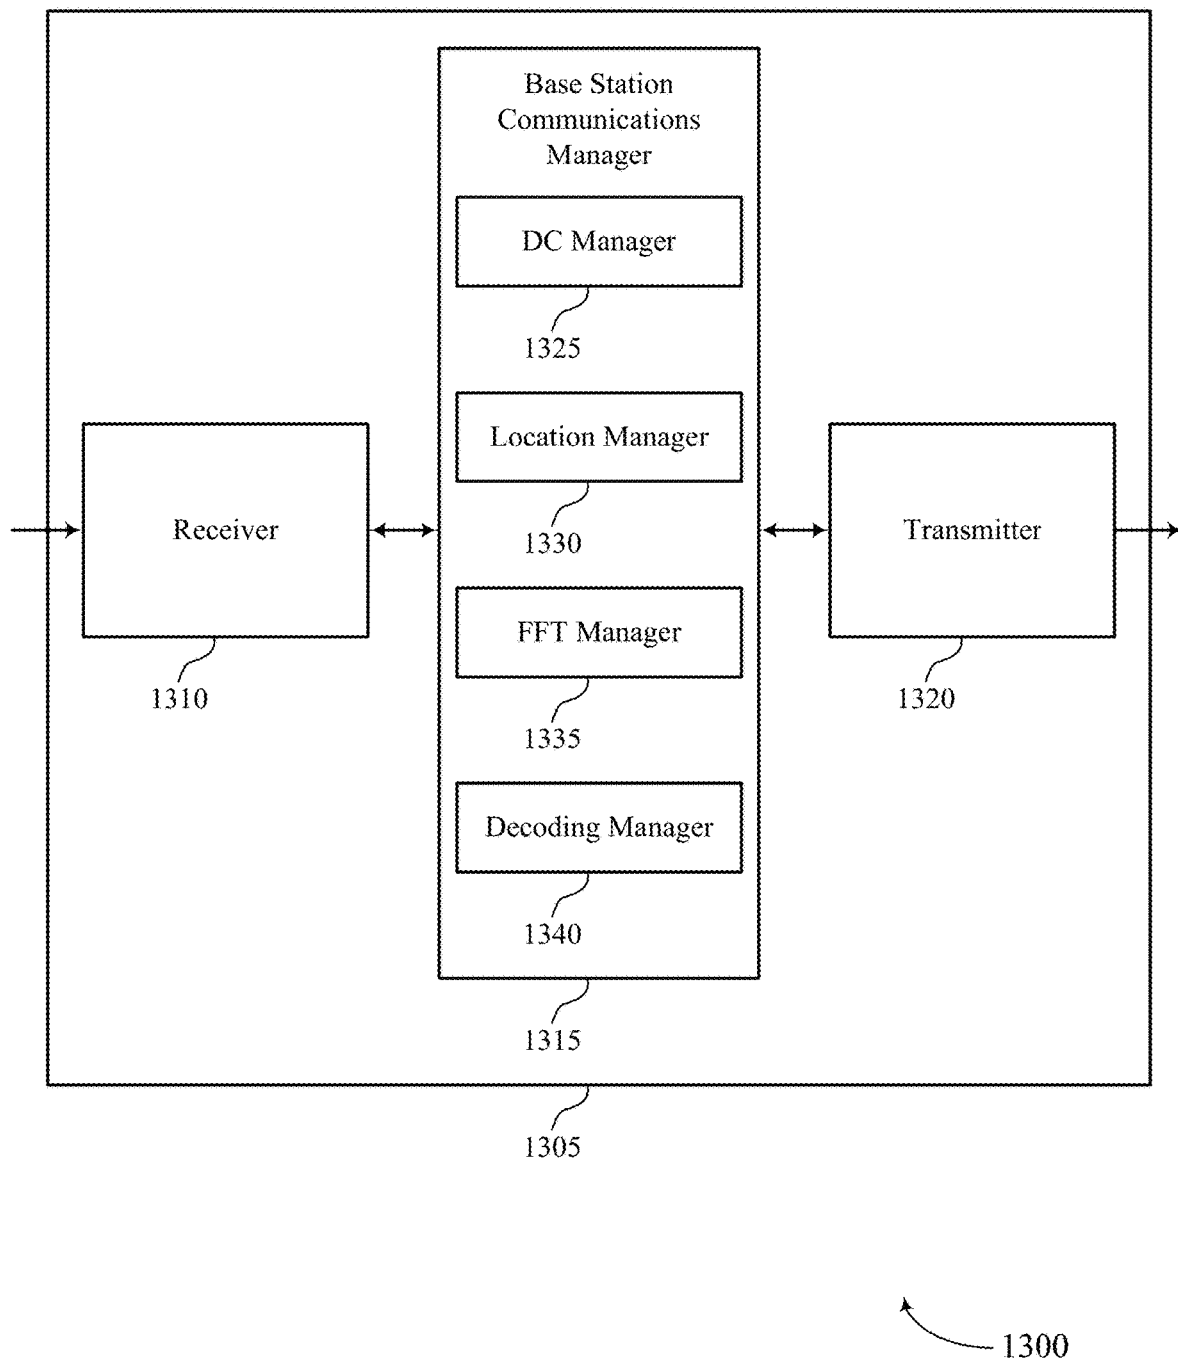 Base Station
Communications
Manager
DC Manager
1325
Location Manager
1330
Receiver
1310
Transmitter
1320
FFT Manager
1335
Decoding Manager
1340
1315
1305
1300